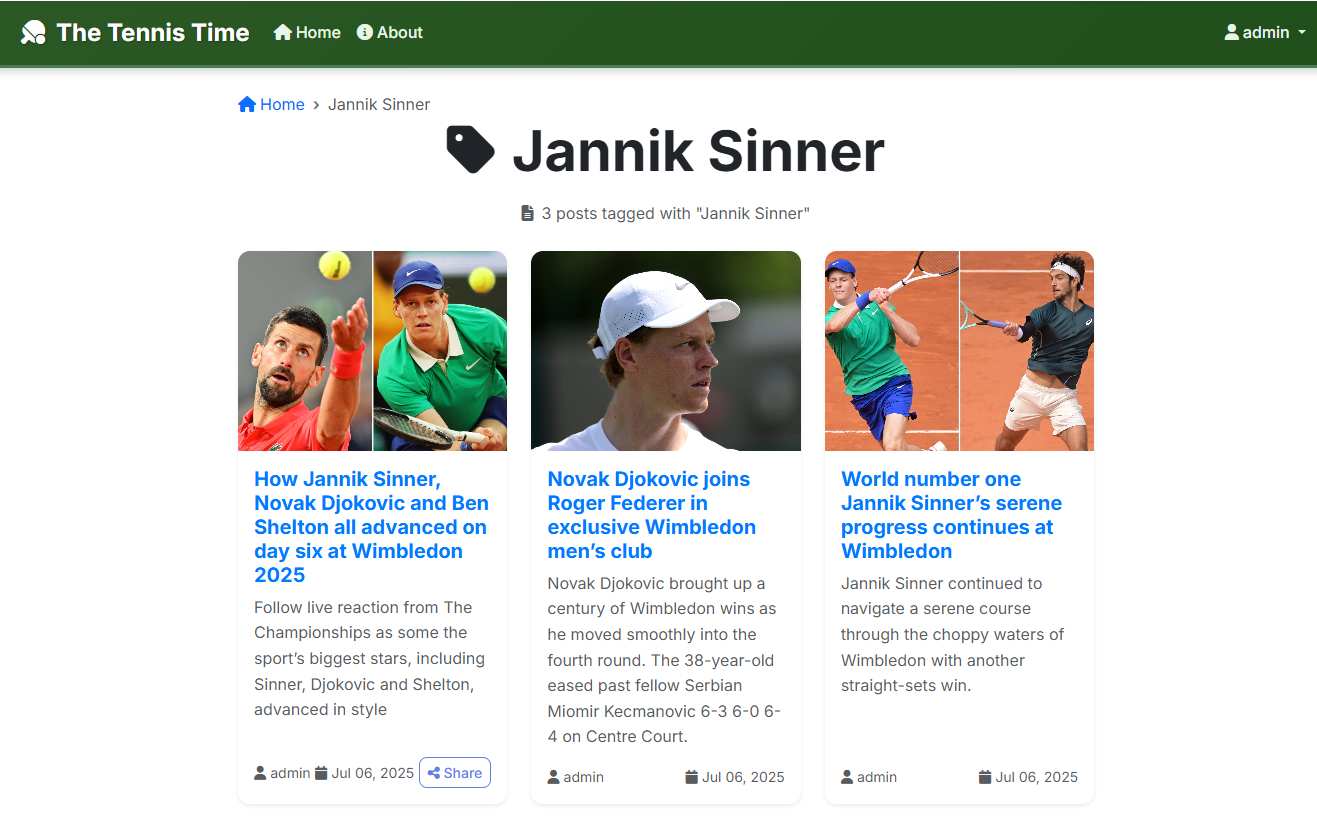 The Tennis Time Home About admin
Home › Jannik Sinner
Jannik Sinner
3 posts tagged with "Jannik Sinner"
How Jannik Sinner,
Novak Djokovic and Ben
Shelton all advanced on
day six at Wimbledon
2025
Follow live reaction from The
Championships as some the
sport’s biggest stars, including
Sinner, Djokovic and Shelton,
advanced in style
admin Jul 06, 2025 Share
Novak Djokovic joins
Roger Federer in
exclusive Wimbledon
men’s club
Novak Djokovic brought up a
century of Wimbledon wins as
he moved smoothly into the
fourth round. The 38-year-old
eased past fellow Serbian
Miomir Kecmanovic 6-3 6-0 6-
4 on Centre Court.
admin Jul 06, 2025
World number one
Jannik Sinner’s serene
progress continues at
Wimbledon
Jannik Sinner continued to
navigate a serene course
through the choppy waters of
Wimbledon with another
straight-sets win.
admin Jul 06, 2025